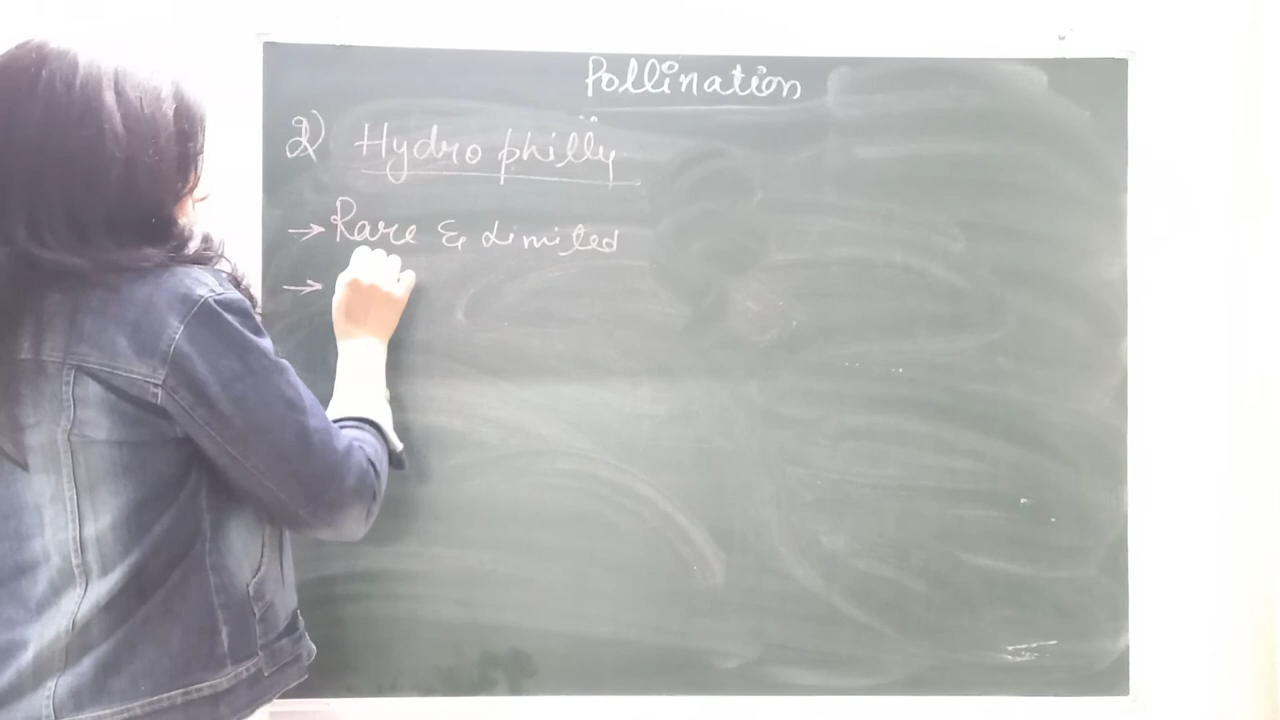 Pollination
2) Hydrophilly
→ Rare & Limited
→